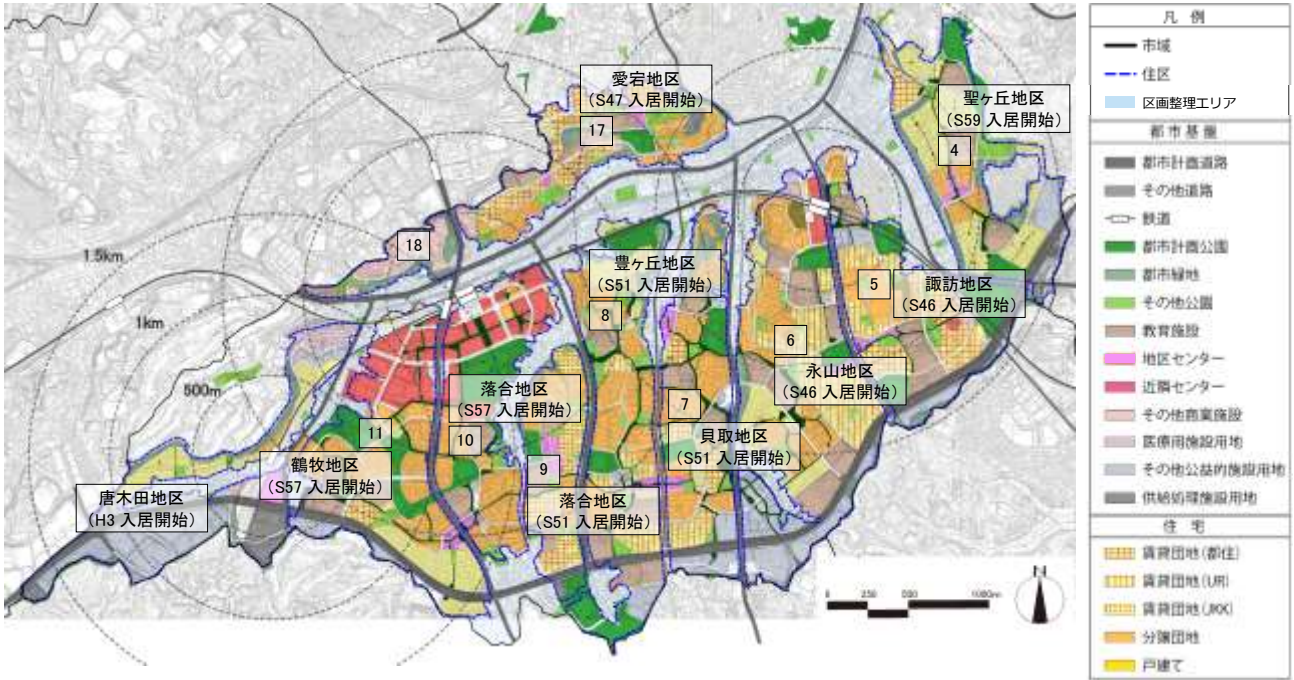 愛宕地区
(S47 入居開始)
17
聖ヶ丘地区
(S59 入居開始)
4
18
1.5km
1km
500m
豊ヶ丘地区
(S51 入居開始)
8
5
諏訪地区
(S46 入居開始)
6
永山地区
(S46 入居開始)
落合地区
(S57 入居開始)
7
貝取地区
(S51 入居開始)
11
10
鶴牧地区
(S57 入居開始)
9
落合地区
(S51 入居開始)
唐木田地区
(H3 入居開始)
N
0 250 500 1000m
凡 例
市域
住区
区画整理エリア
都市基盤
都市計画道路
その他道路
鉄道
都市計画公園
都市緑地
その他公園
教育施設
地区センター
近隣センター
その他商業施設
医療用施設用地
その他公益的施設用地
供給処理施設用地
住 宅
賃貸団地(都住)
賃貸団地(UR)
賃貸団地(JKK)
分譲団地
戸建て